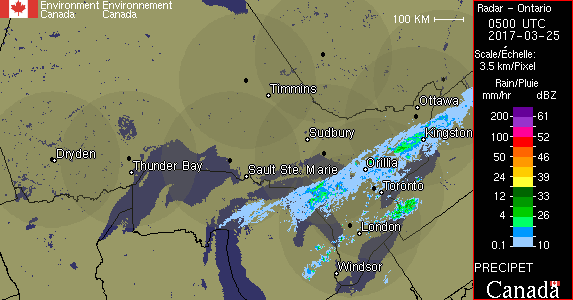 Environment Environnement
Canada Canada
100 KM
Timmins
Ottawa
Sudbury
Kingston
Dryden
Thunder Bay
Sault Ste. Marie
Orillia
Toronto
London
Windsor
Radar - Ontario
0500 UTC
2017-03-25
Scale/Échelle:
3.5 km/Pixel
Rain/Pluie
mm/hr dBZ
200 61
100 52
50 46
24 39
12 33
4 26
0.1 10
PRECIPET
Canada